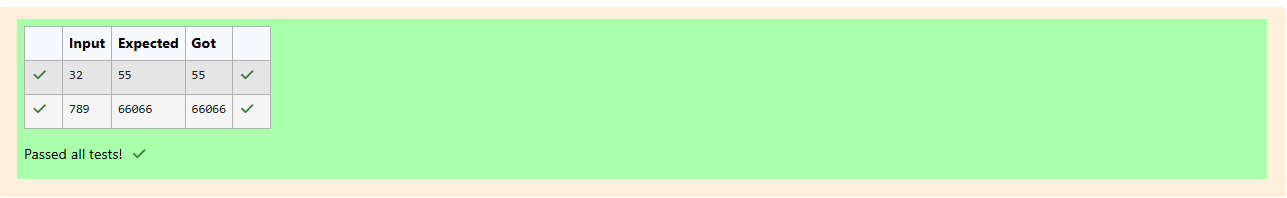 Input Expected Got
32 55 55
789 66066 66066
Passed all tests!